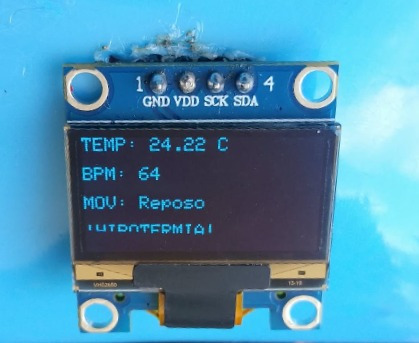 1 4
GND VDD SCK SDA
TEMP: 24.22 C
BPM: 64
MOV: Reposo
!HIPOTERMIA!